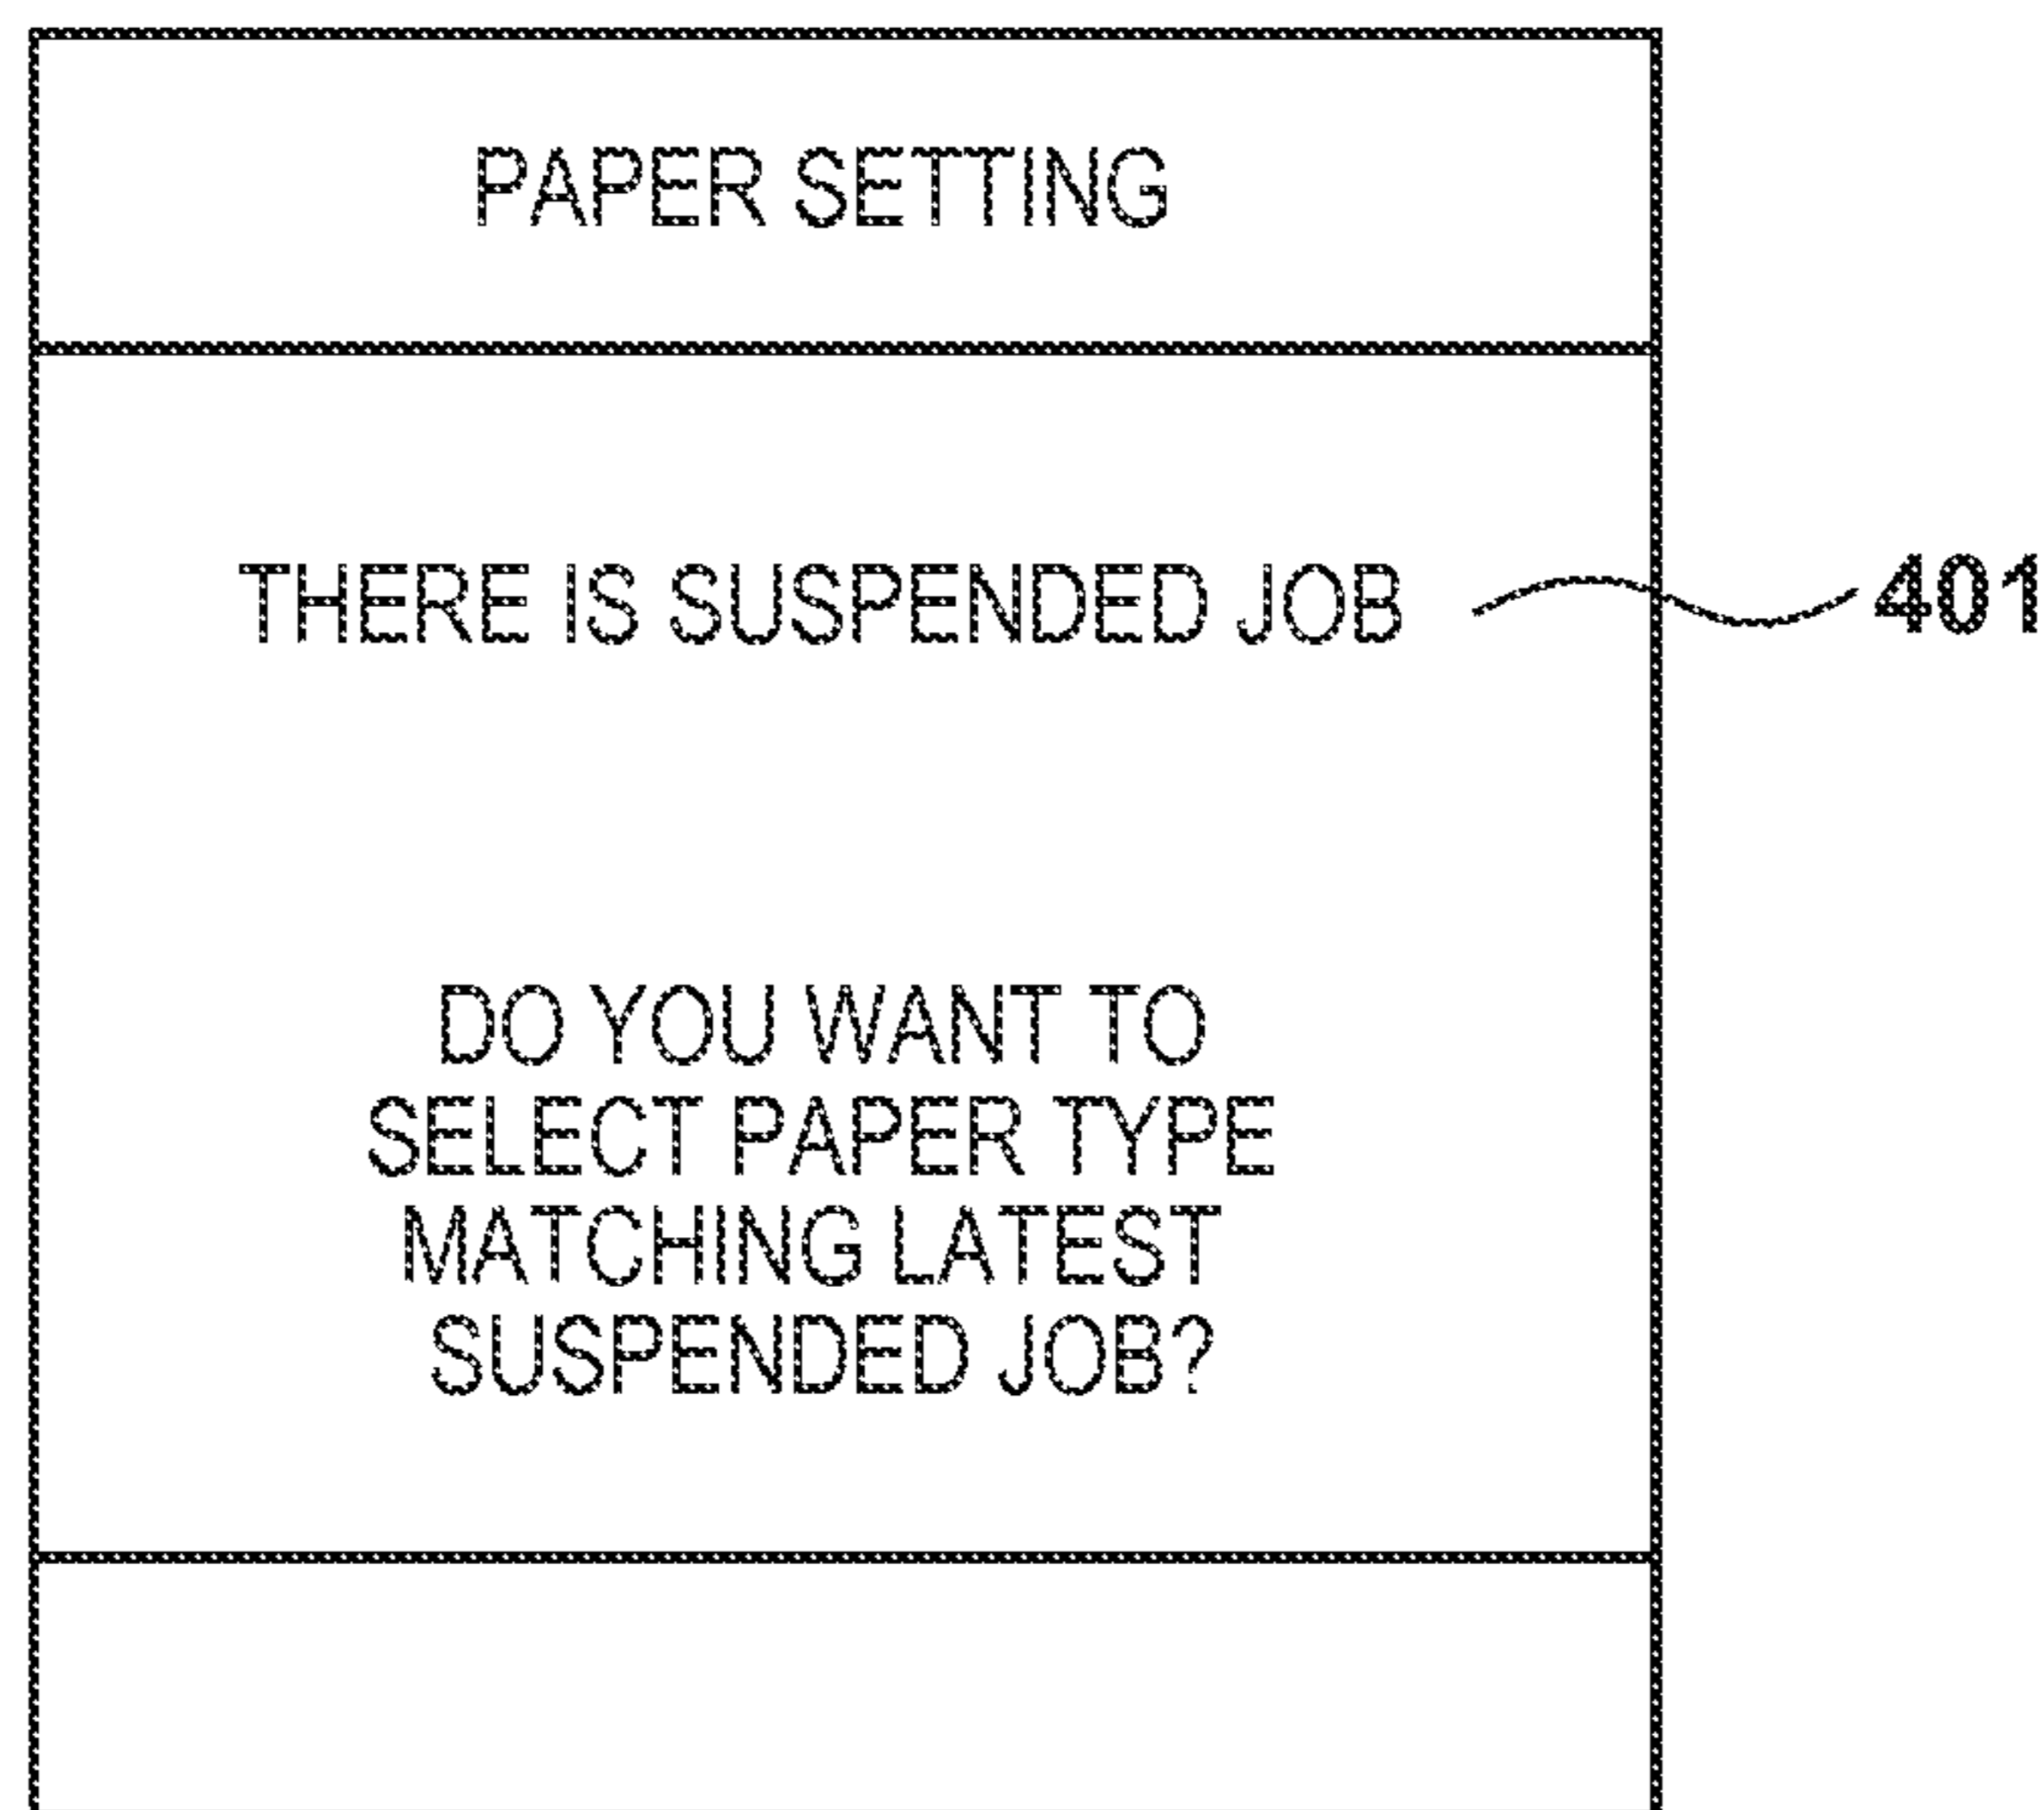 PAPER SETTING
THERE IS SUSPENDED JOB 401
DO YOU WANT TO
SELECT PAPER TYPE
MATCHING LATEST
SUSPENDED JOB?